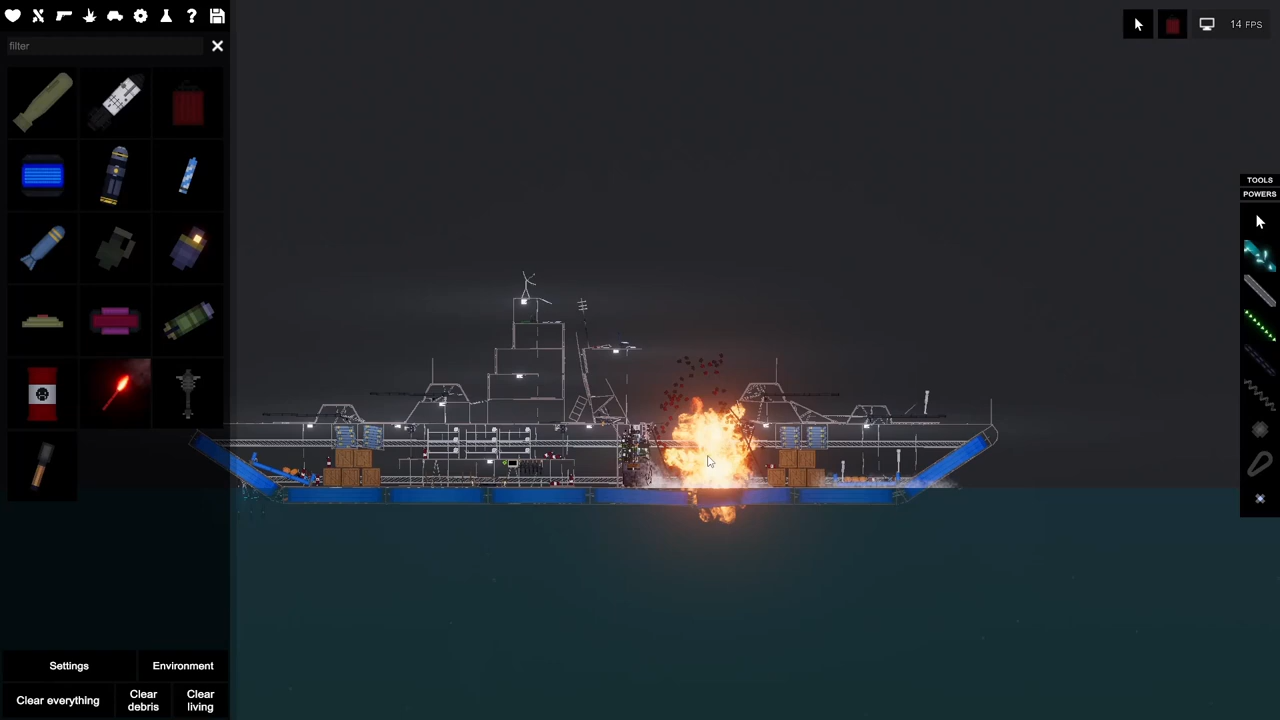 14 FPS
filter
TOOLS
POWERS
Settings
Environment
Clear everything
Clear debris
Clear living